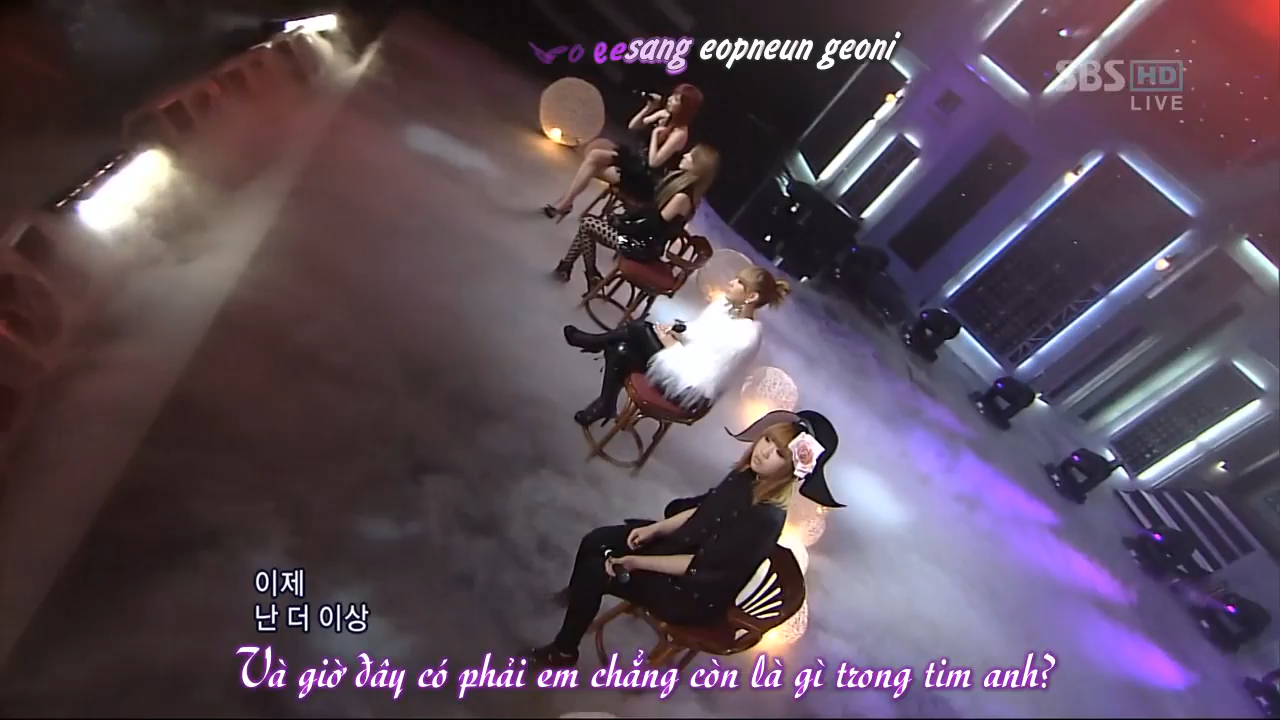 eesang eopneun geoni
SBS HD
LIVE
이제
난 더 이상
Và giờ đây có phải em chẳng còn là gì trong tim anh?